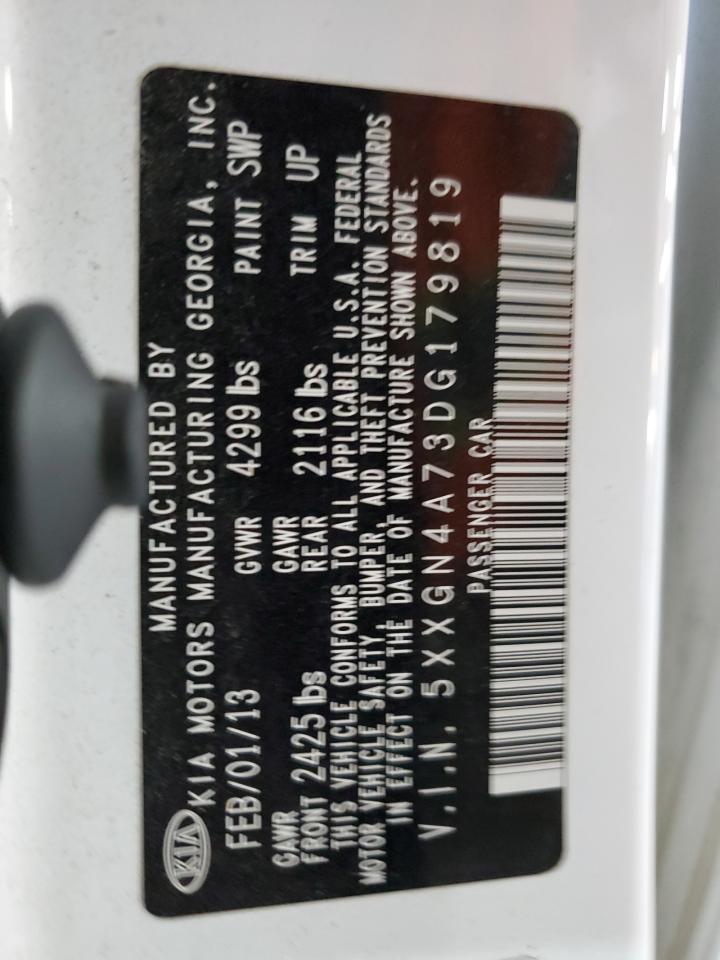 MANUFACTURED BY
KIA KIA MOTORS MANUFACTURING GEORGIA, INC.
FEB/01/13 GVWR 4299 lbs PAINT SWP
GAWR GAWR
FRONT 2425 lbs REAR 2116 lbs TRIM UP
THIS VEHICLE CONFORMS TO ALL APPLICABLE U.S.A. FEDERAL
MOTOR VEHICLE SAFETY, BUMPER, AND THEFT PREVENTION STANDARDS
IN EFFECT ON THE DATE OF MANUFACTURE SHOWN ABOVE.
V.I.N. 5XXGN4A73DG179819
PASSENGER CAR